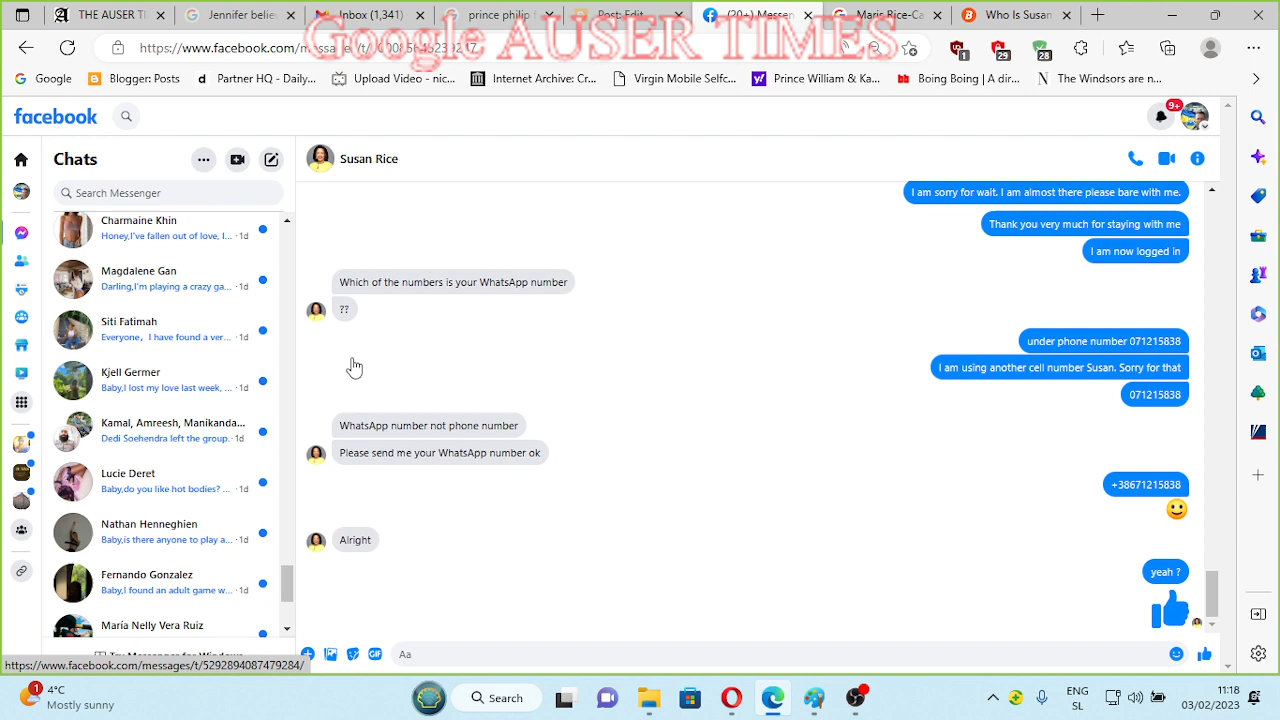 THE AUSER TI
Jennifer believ
Inbox (1,341)
prince philip t
Post: Edit
(20+) Messen
Maris Rice-Ca
Who Is Susan
Google AUSER TIMES
Google
Blogger: Posts
Partner HQ - Daily...
Upload Video - nic...
Internet Archive: Cr...
Virgin Mobile Selfc...
Prince William & Ka...
Boing Boing | A dir...
The Windsors are n...
1
29
28
facebook
9+
Chats
Susan Rice
Search Messenger
Charmaine Khin
Honey,I've fallen out of love, I... · 1d
Magdalene Gan
Darling,I'm playing a crazy ga... · 1d
Siti Fatimah
Everyone，I have found a ver... · 1d
Kjell Germer
Baby,I lost my love last week, ... · 1d
Kamal, Amreesh, Manikanda...
Dedi Soehendra left the group. · 1d
Lucie Deret
Baby,do you like hot bodies? ... · 1d
Nathan Henneghien
Baby,is there anyone to play a... · 1d
Fernando Gonzalez
Baby,I found an adult game w... · 1d
María Nelly Vera Ruiz
I am sorry for wait. I am almost there please bare with me.
Thank you very much for staying with me
I am now logged in
Which of the numbers is your WhatsApp number
??
under phone number 071215838
I am using another cell number Susan. Sorry for that
071215838
WhatsApp number not phone number
Please send me your WhatsApp number ok
+38671215838
Alright
yeah ?
GIF
Aa
https://www.facebook.com/messages/t/5292894087479284/
1
4°C
Mostly sunny
Search
ENG
SL
11:18
03/02/2023